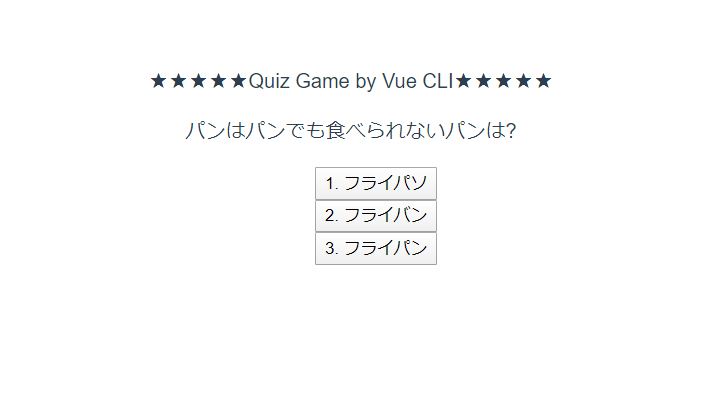 ★★★★★Quiz Game by Vue CLI★★★★★
パンはパンでも食べられないパンは?
1. フライパソ
2. フライバン
3. フライパン